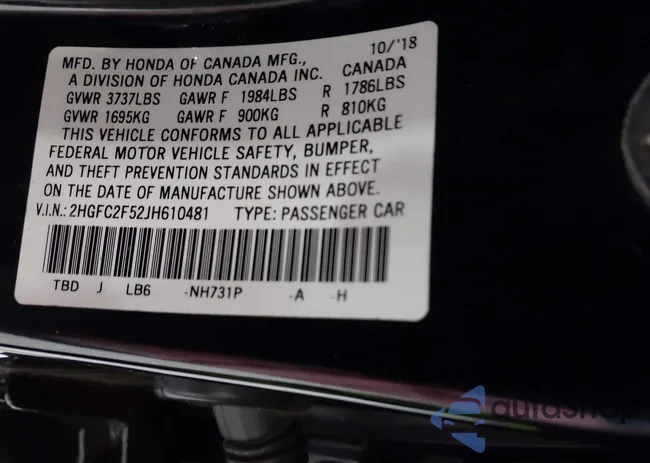 MFD. BY HONDA OF CANADA MFG., 10/'18
A DIVISION OF HONDA CANADA INC. CANADA
GVWR 3737LBS GAWR F 1984LBS R 1786LBS
GVWR 1695KG GAWR F 900KG R 810KG
THIS VEHICLE CONFORMS TO ALL APPLICABLE
FEDERAL MOTOR VEHICLE SAFETY, BUMPER,
AND THEFT PREVENTION STANDARDS IN EFFECT
ON THE DATE OF MANUFACTURE SHOWN ABOVE.
V.I.N.: 2HGFC2F52JH610481 TYPE: PASSENGER CAR
TBD J LB6 -NH731P -A -H